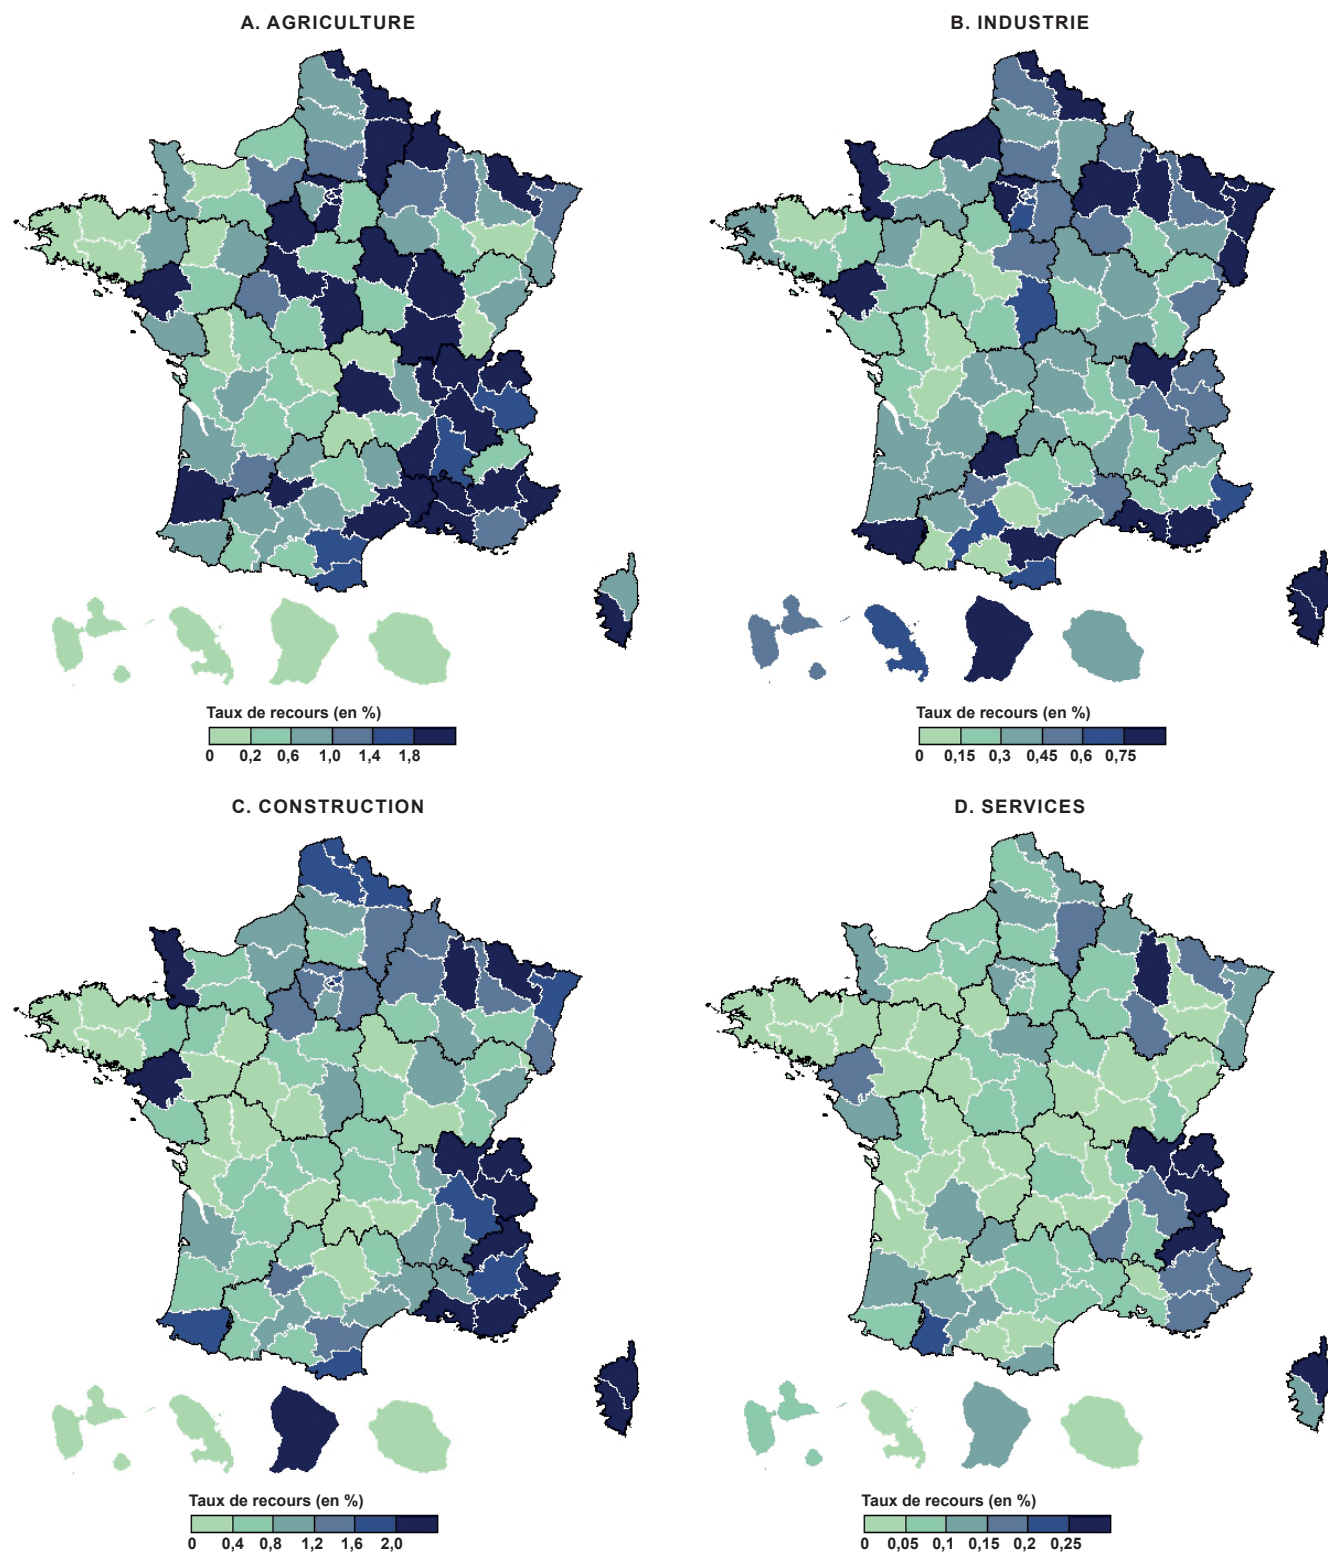 A. AGRICULTURE
B. INDUSTRIE
Taux de recours (en %)
0 0,2 0,6 1,0 1,4 1,8
Taux de recours (en %)
0 0,15 0,3 0,45 0,6 0,75
C. CONSTRUCTION
D. SERVICES
Taux de recours (en %)
0 0,4 0,8 1,2 1,6 2,0
Taux de recours (en %)
0 0,05 0,1 0,15 0,2 0,25